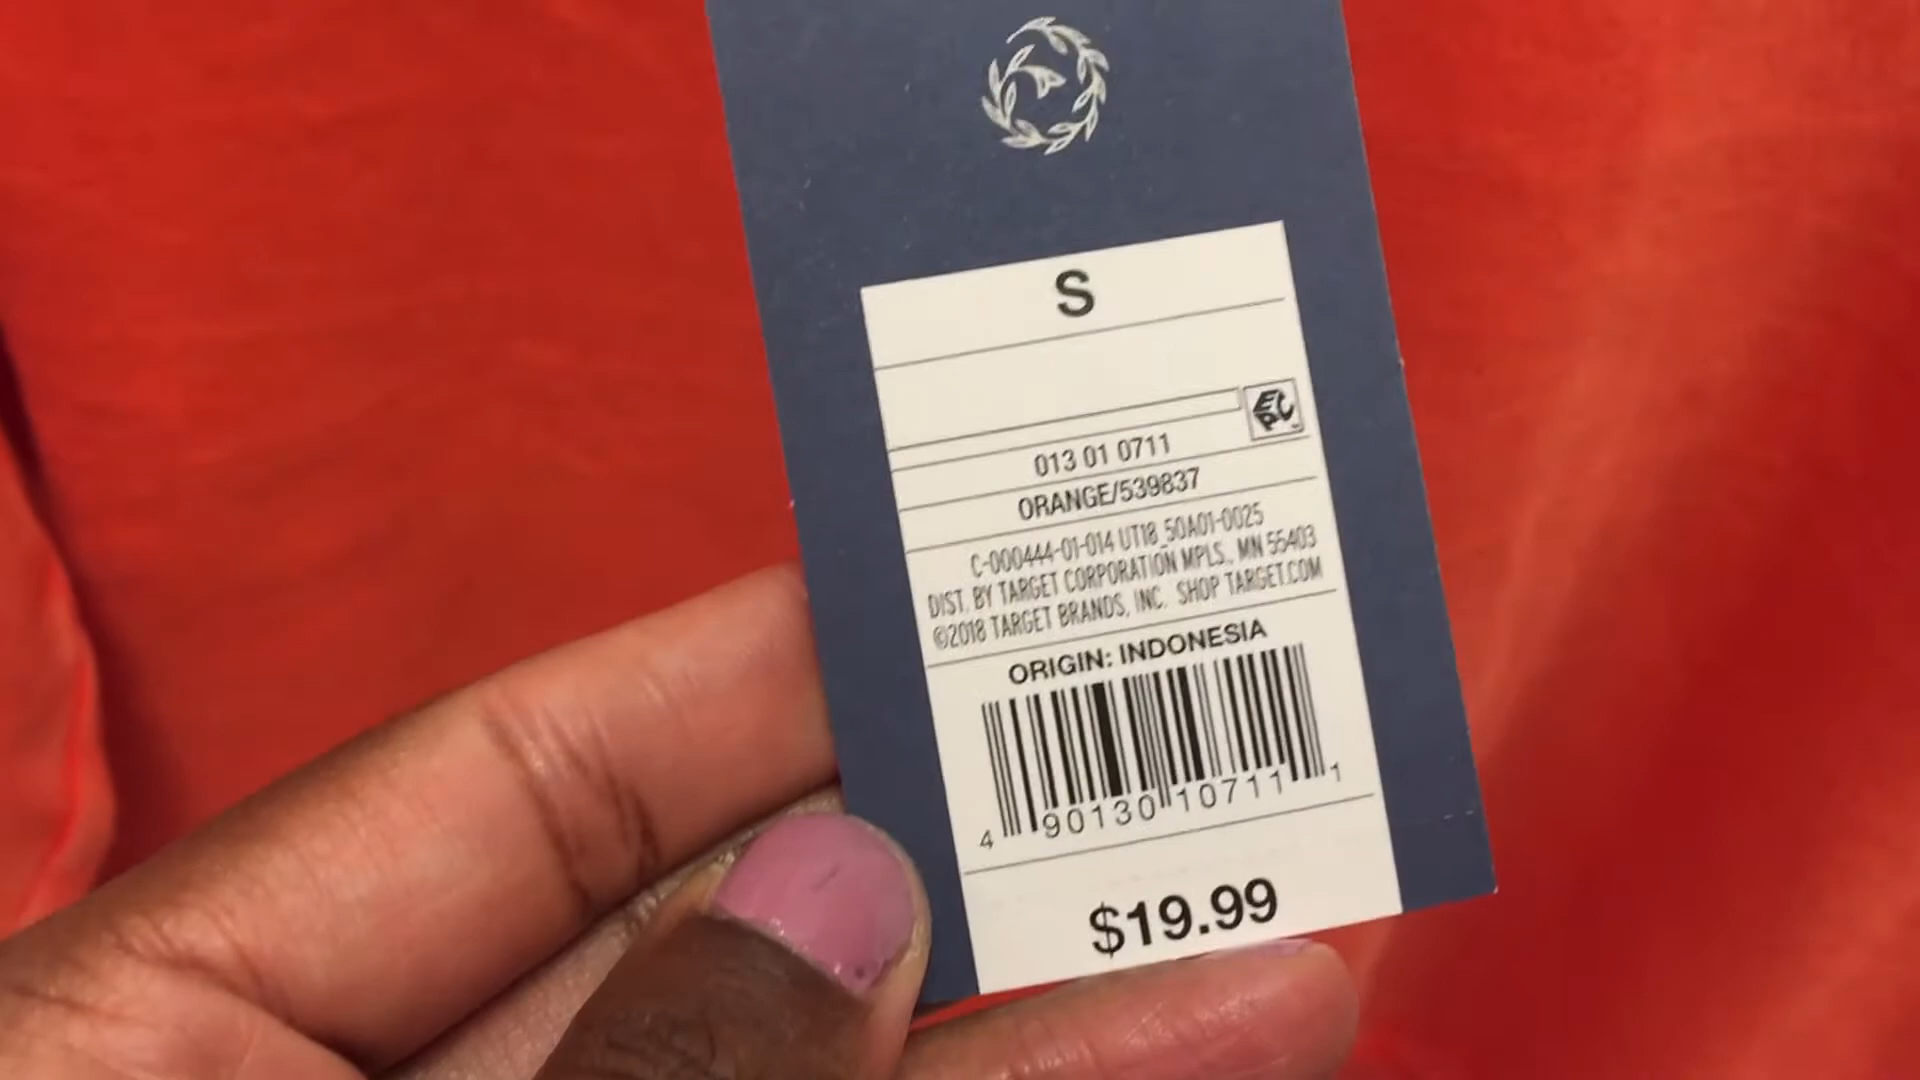 S
EPC
013 01 0711
ORANGE/539837
C-000444-01-014 UT18_50A01-0025
DIST. BY TARGET CORPORATION MPLS., MN 55403
©2018 TARGET BRANDS, INC. SHOP TARGET.COM
ORIGIN: INDONESIA
4 90130 10711 1
$19.99